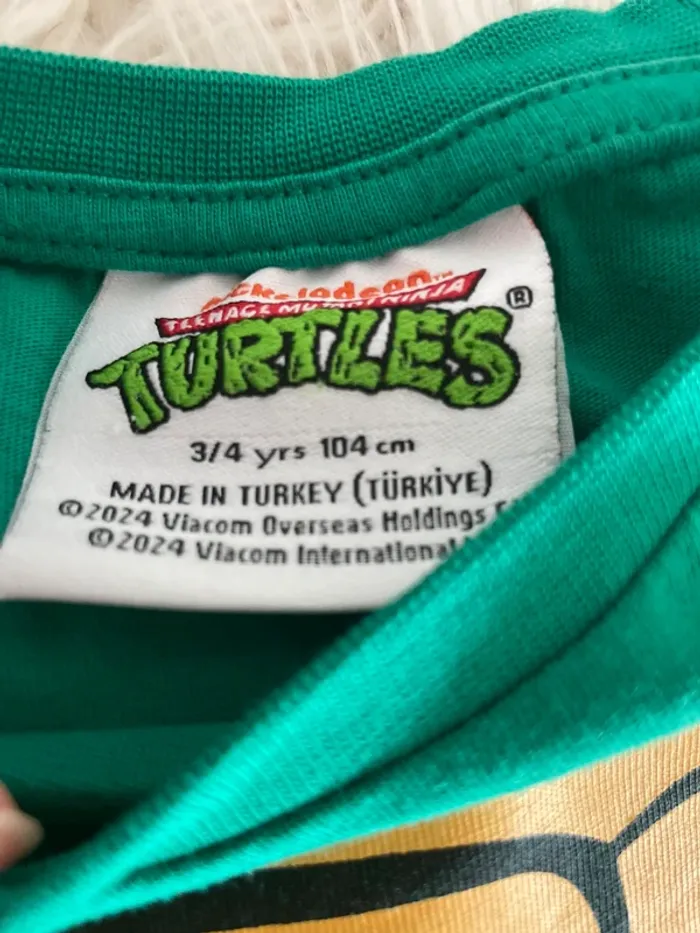 nickelodeon™
TEENAGE MUTANT NINJA
TURTLES®
3/4 yrs 104 cm
MADE IN TURKEY (TÜRKİYE)
©2024 Viacom Overseas Holdings
©2024 Viacom International